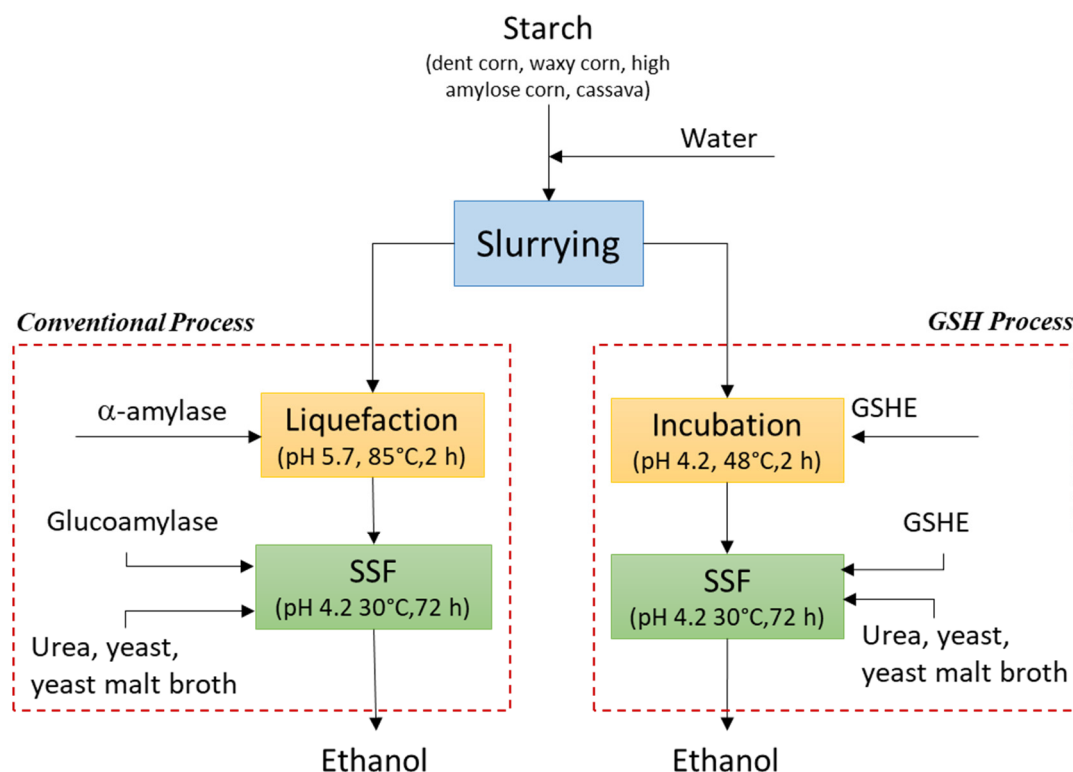 Starch
(dent corn, waxy corn, high
amylose corn, cassava)
Water
Slurrying
Conventional Process
GSH Process
α-amylase
Liquefaction
(pH 5.7, 85°C,2 h)
Incubation
(pH 4.2, 48°C,2 h)
GSHE
Glucoamylase
SSF
(pH 4.2 30°C,72 h)
Urea, yeast,
yeast malt broth
SSF
(pH 4.2 30°C,72 h)
GSHE
Urea, yeast,
yeast malt broth
Ethanol
Ethanol